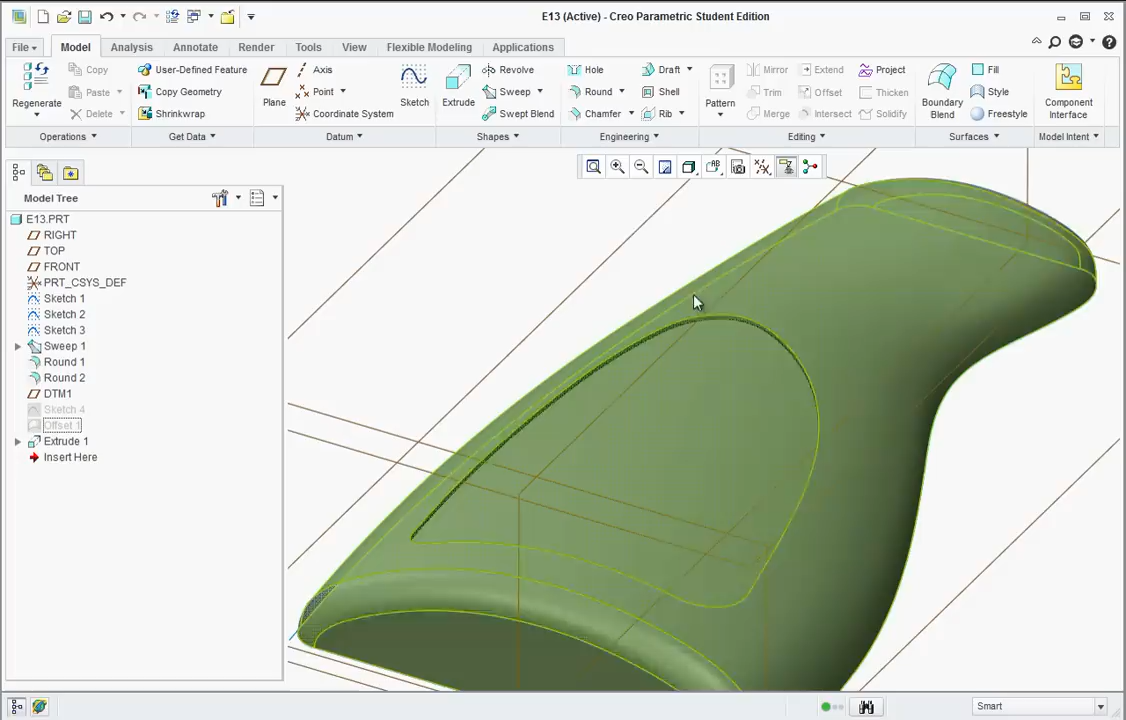 E13 (Active) - Creo Parametric Student Edition
File
Model
Analysis
Annotate
Render
Tools
View
Flexible Modeling
Applications
Regenerate
Copy
Paste
Delete
Operations
User-Defined Feature
Copy Geometry
Shrinkwrap
Get Data
Plane
Axis
Point
Coordinate System
Sketch
Datum
Extrude
Revolve
Sweep
Swept Blend
Shapes
Hole
Round
Chamfer
Draft
Shell
Rib
Engineering
Pattern
Mirror
Trim
Merge
Extend
Offset
Intersect
Project
Thicken
Solidify
Editing
Boundary
Blend
Fill
Style
Freestyle
Surfaces
Component
Interface
Model Intent
Model Tree
E13.PRT
RIGHT
TOP
FRONT
PRT_CSYS_DEF
Sketch 1
Sketch 2
Sketch 3
Sweep 1
Round 1
Round 2
DTM1
Sketch 4
Offset 1
Extrude 1
Insert Here
Smart